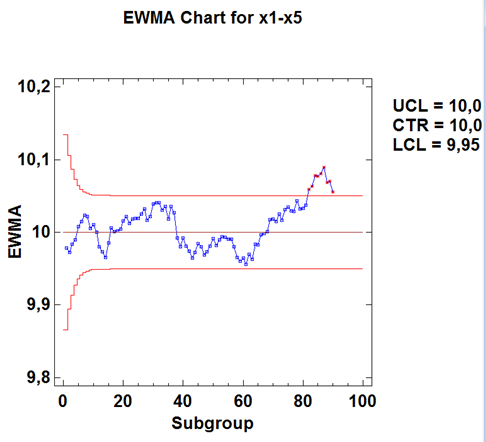 EWMA Chart for x1-x5
10,2
10,1
10
9,9
9,8
EWMA
0 20 40 60 80 100
Subgroup
UCL = 10,0
CTR = 10,0
LCL = 9,95